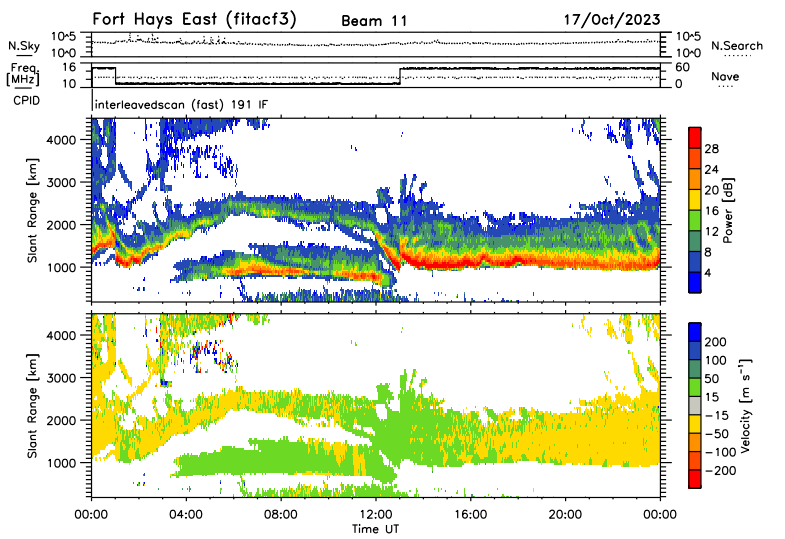 Fort Hays East (fitacf3) Beam 11 17/Oct/2023
N.Sky 10^5 10^0 10^5 10^0 N.Search
Freq. [MHz] 16 10 60 0 Nave
CPID interleavedscan (fast) 191 IF
Slant Range [km] 4000 3000 2000 1000
28 24 20 16 12 8 4 Power [dB]
Slant Range [km] 4000 3000 2000 1000
200 100 50 15 −15 −50 −100 −200 Velocity [m s⁻¹]
00:00 04:00 08:00 12:00 16:00 20:00 00:00
Time UT